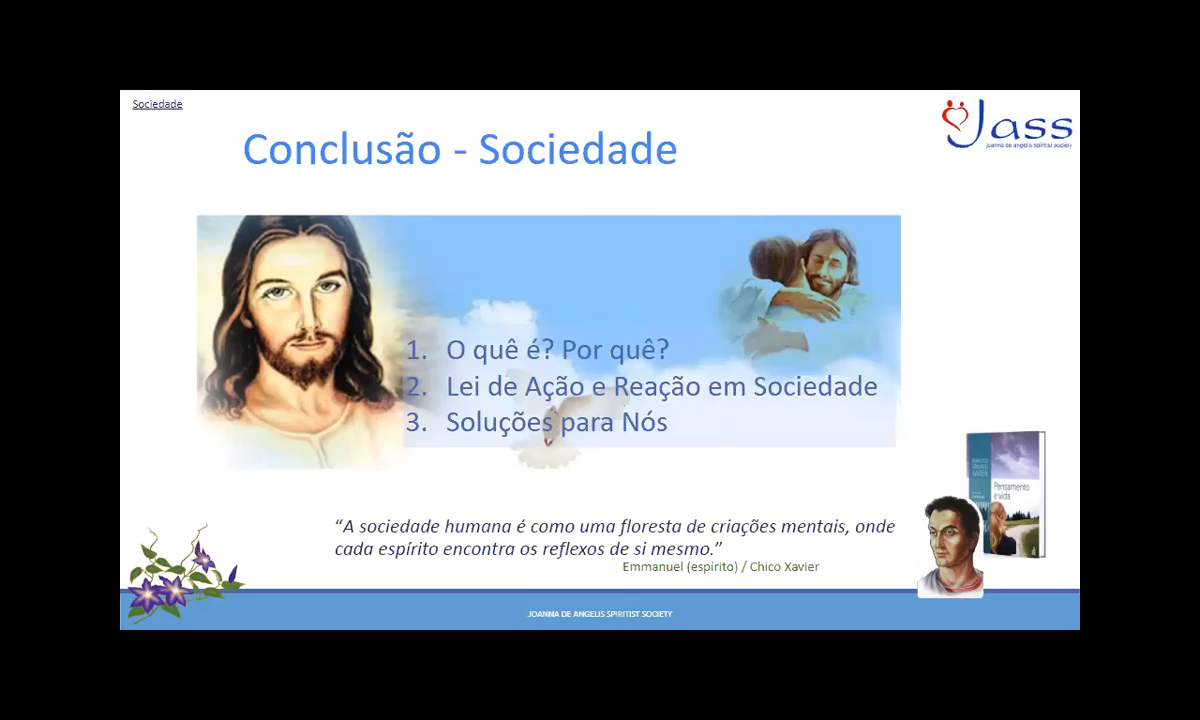 Sociedade
Jass
joanna de angelis spiritist society
Conclusão - Sociedade
1. O quê é? Por quê?
2. Lei de Ação e Reação em Sociedade
3. Soluções para Nós
Pensamento
e vida
“A sociedade humana é como uma floresta de criações mentais, onde
cada espírito encontra os reflexos de si mesmo.”
Emmanuel (espírito) / Chico Xavier
JOANNA DE ANGELIS SPIRITIST SOCIETY